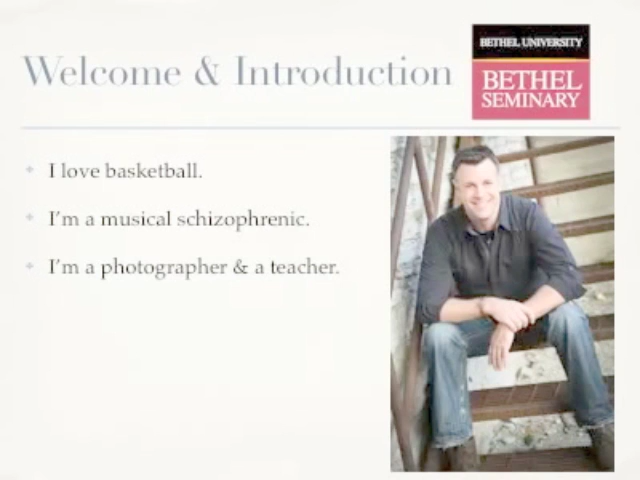 Welcome & Introduction
BETHEL UNIVERSITY
BETHEL
SEMINARY
I love basketball.
I'm a musical schizophrenic.
I'm a photographer & a teacher.